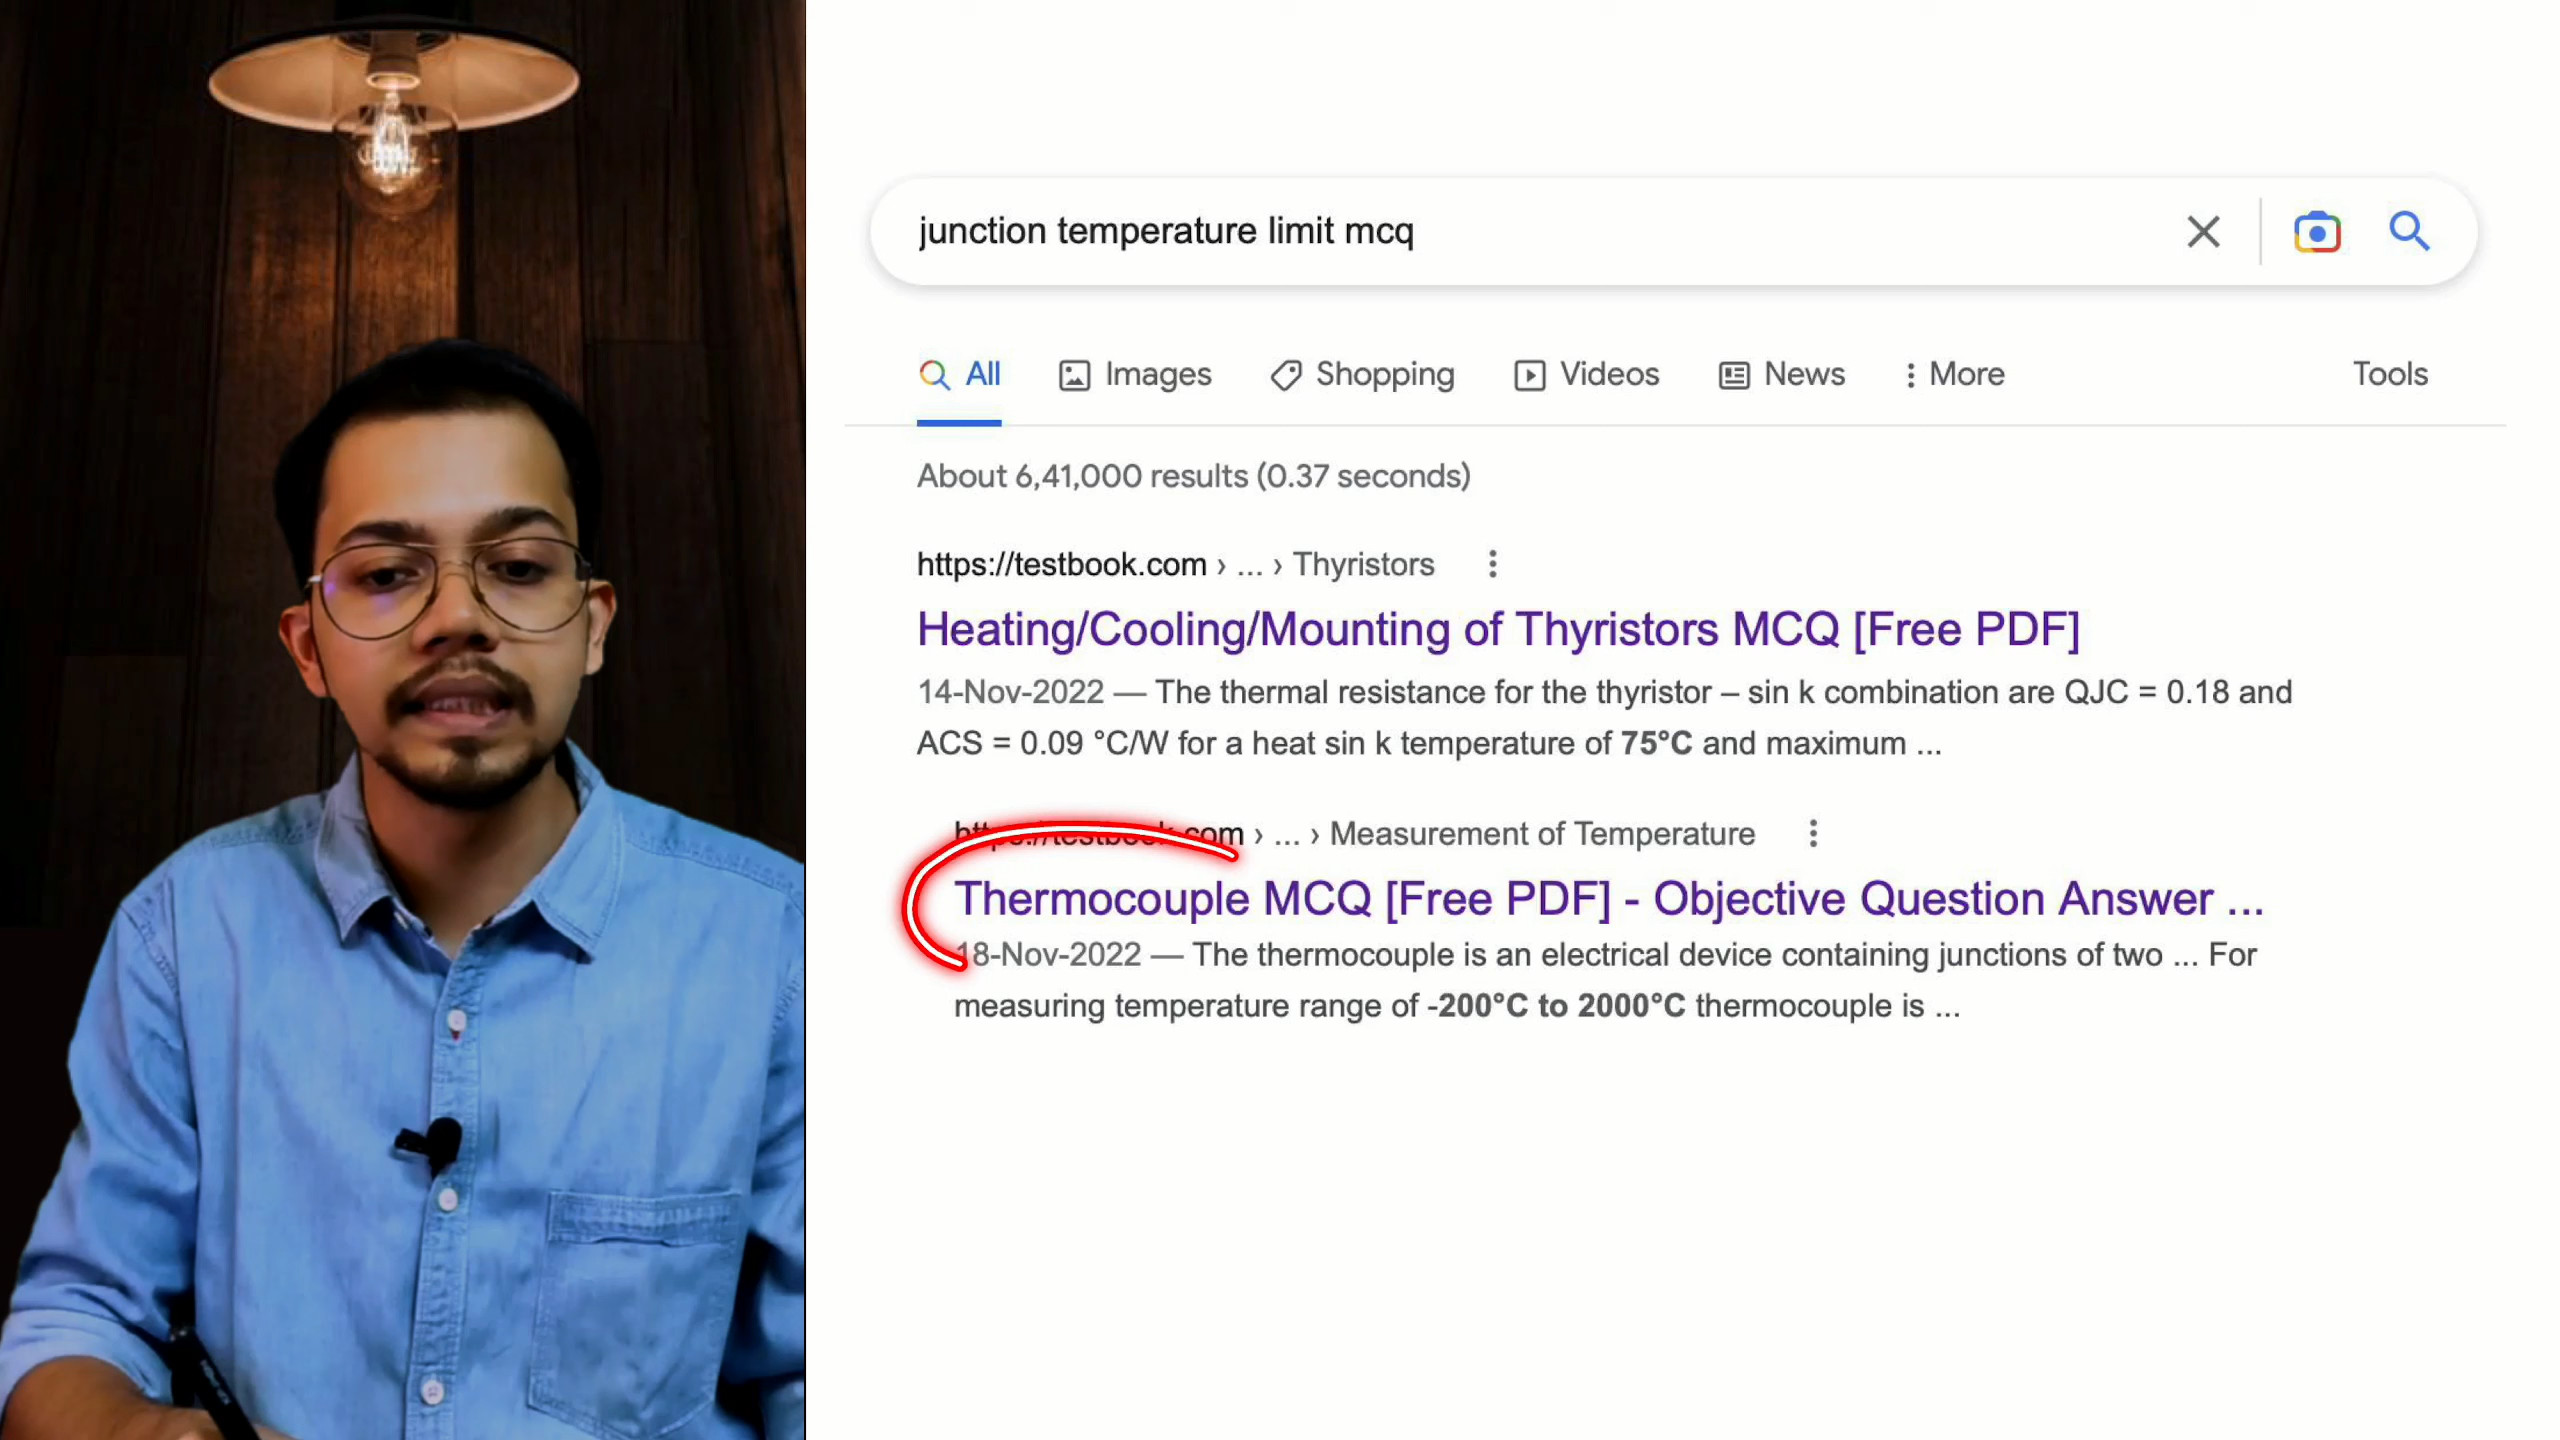 junction temperature limit mcq
All Images Shopping Videos News More Tools
About 6,41,000 results (0.37 seconds)
https://testbook.com › ... › Thyristors
Heating/Cooling/Mounting of Thyristors MCQ [Free PDF]
14-Nov-2022 — The thermal resistance for the thyristor – sin k combination are QJC = 0.18 and
ACS = 0.09 °C/W for a heat sin k temperature of 75°C and maximum ...
https://testbook.com › ... › Measurement of Temperature
Thermocouple MCQ [Free PDF] - Objective Question Answer ...
18-Nov-2022 — The thermocouple is an electrical device containing junctions of two ... For
measuring temperature range of -200°C to 2000°C thermocouple is ...